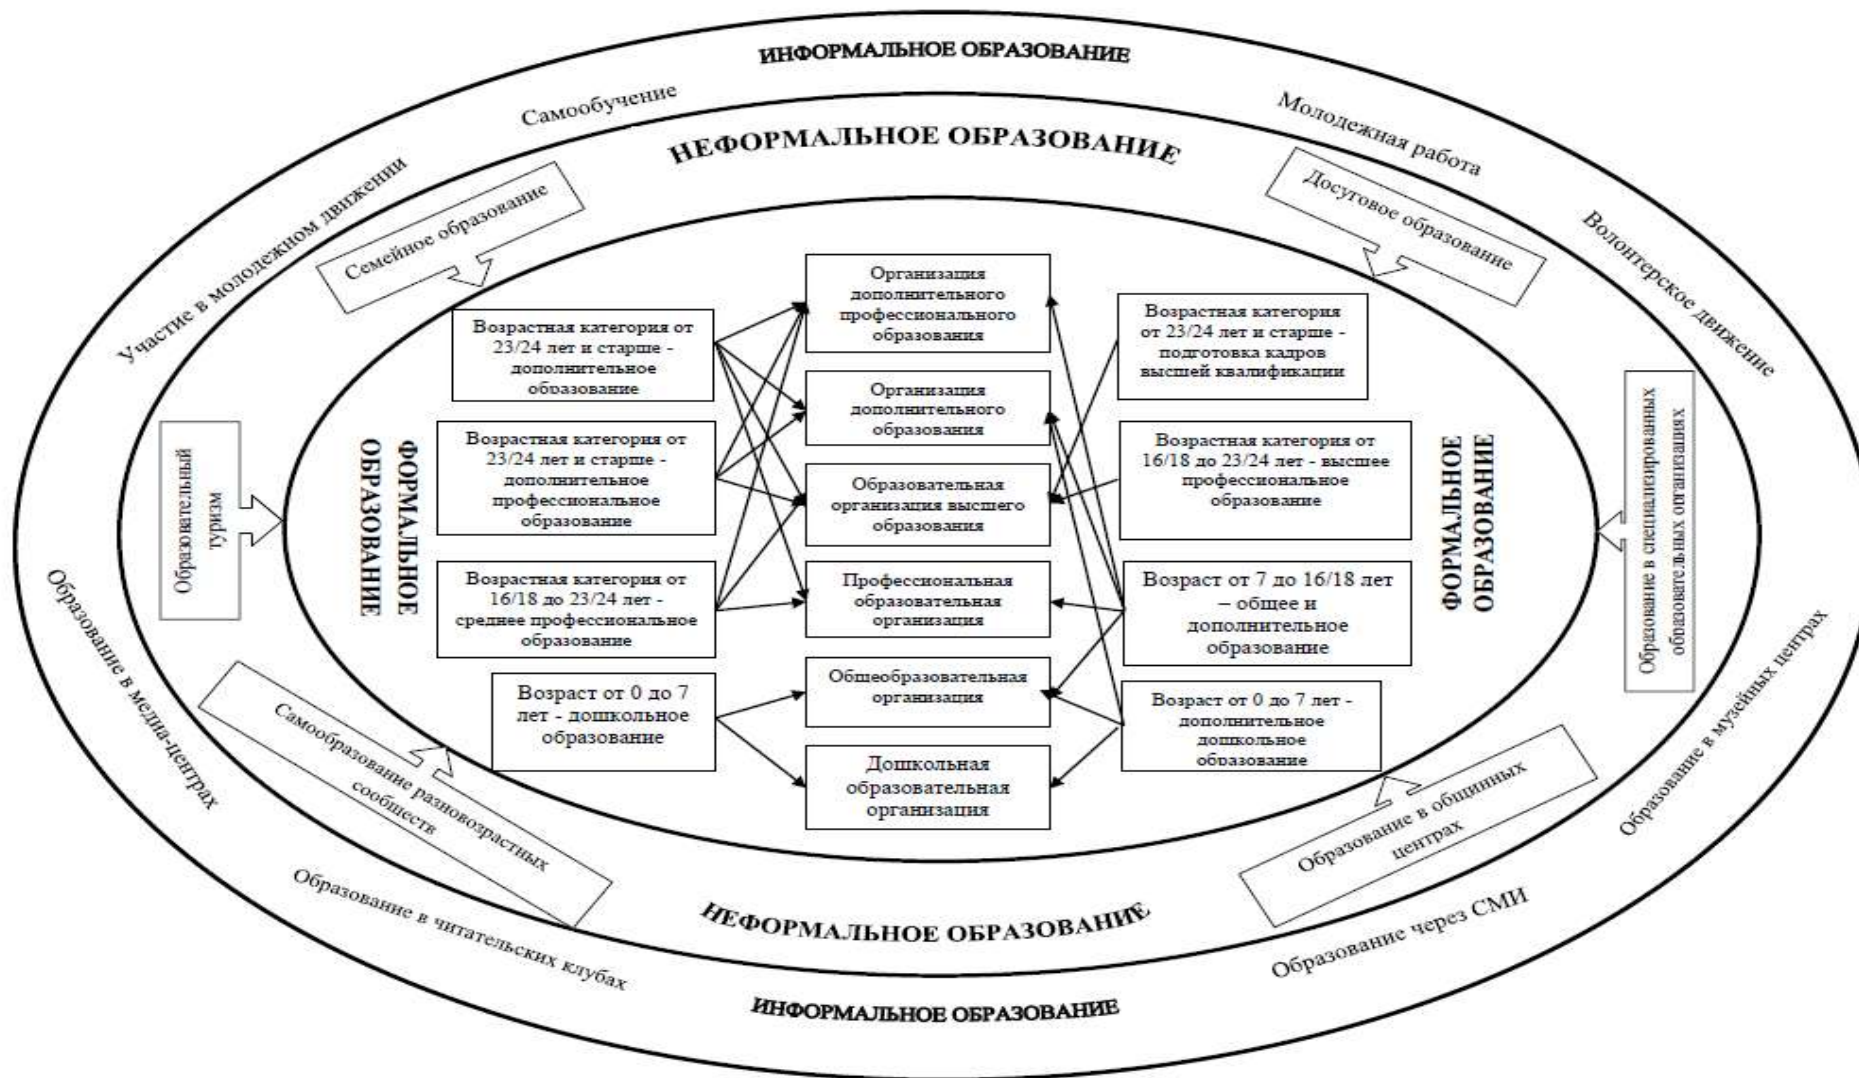 ИНФОРМАЛЬНОЕ ОБРАЗОВАНИЕ
Самообучение
Молодежная работа
НЕФОРМАЛЬНОЕ ОБРАЗОВАНИЕ
Участие в молодежном движении
Семейное образование
Досуговое образование
Волонтерское движение
Возрастная категория от
23/24 лет и старше -
дополнительное
образование
Организация
дополнительного
профессионального
образования
Возрастная категория
от 23/24 лет и старше -
подготовка кадров
высшей квалификации
Образовательный
туризм
ФОРМАЛЬНОЕ
ОБРАЗОВАНИЕ
Возрастная категория от
23/24 лет и старше -
дополнительное
профессиональное
образование
Организация
дополнительного
образования
Возрастная категория от
16/18 до 23/24 лет - высшее
профессиональное
образование
ФОРМАЛЬНОЕ
ОБРАЗОВАНИЕ
Образование в специализированных
образовательных организациях
Образовательная
организация высшего
образования
Возрастная категория от
16/18 до 23/24 лет -
среднее профессиональное
образование
Профессиональная
образовательная
организация
Возраст от 7 до 16/18 лет
– общее и
дополнительное
образование
Возраст от 0 до 7
лет - дошкольное
образование
Общеобразовательная
организация
Возраст от 0 до 7 лет -
дополнительное
дошкольное
образование
Дошкольная
образовательная
организация
Образование в медиа-центрах
Самообразование разновозрастных
сообществ
Образование в общинных
центрах
Образование в музейных центрах
Образование в читательских клубах
НЕФОРМАЛЬНОЕ ОБРАЗОВАНИЕ
Образование через СМИ
ИНФОРМАЛЬНОЕ ОБРАЗОВАНИЕ